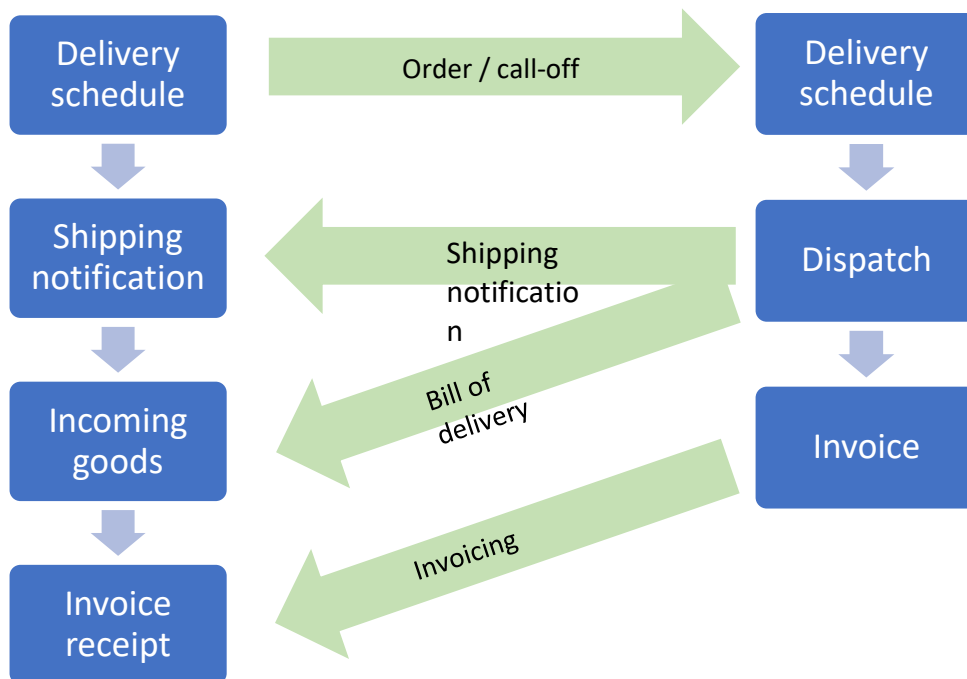 Delivery
schedule
Order / call-off
Delivery
schedule
Shipping
notification
Shipping
notificatio
n
Dispatch
Incoming
goods
Bill of
delivery
Invoice
Invoice
receipt
Invoicing